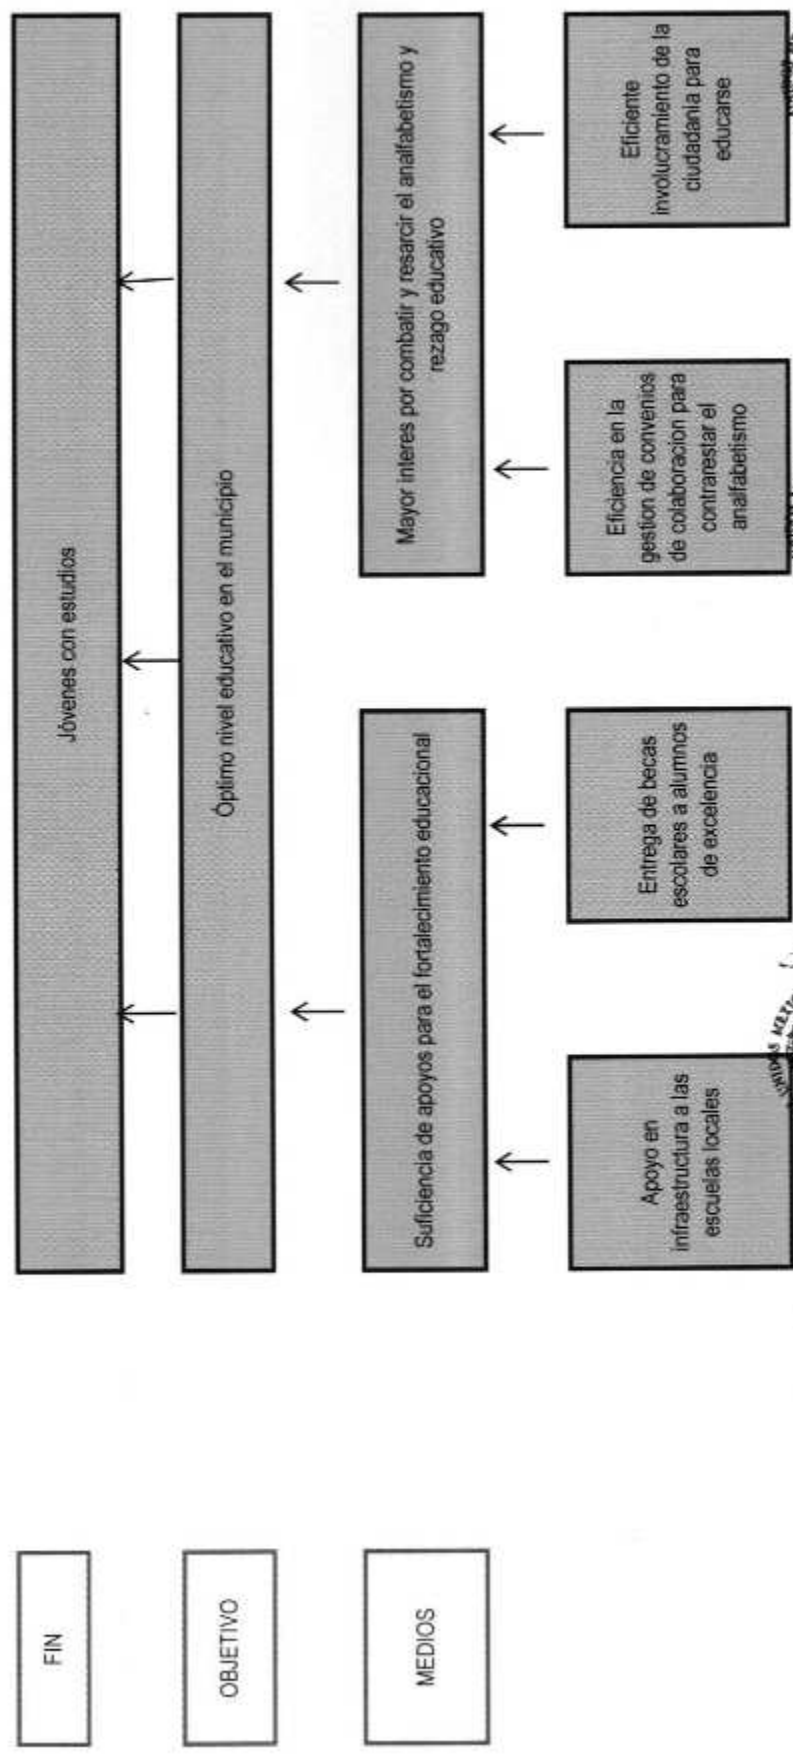 FIN
Jóvenes con estudios
OBJETIVO
Óptimo nivel educativo en el municipio
MEDIOS
Suficiencia de apoyos para el fortalecimiento educacional
Mayor interes por combatir y resarcir el analfabetismo y
rezago educativo
Apoyo en
infraestructura a las
escuelas locales
Entrega de becas
escolares a alumnos
de excelencia
Eficiencia en la
gestion de convenios
de colaboracion para
contrarestar el
analfabetismo
Eficiente
involucramiento de la
ciudadanía para
educarse
UNIDOS